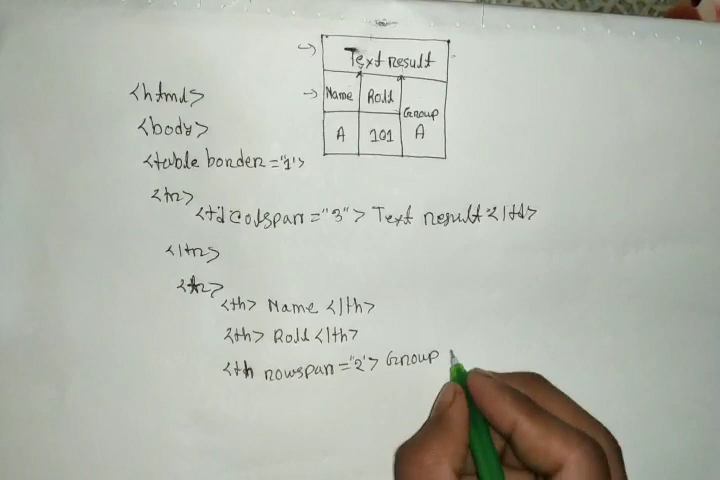 Text result
Name Roll Group
A 101 A
<html>
<body>
<table border="1">
<tr>
<td colspan="3"> Text result </td>
</tr>
<tr>
<th> Name </th>
<th> Roll </th>
<th rowspan="2"> Group